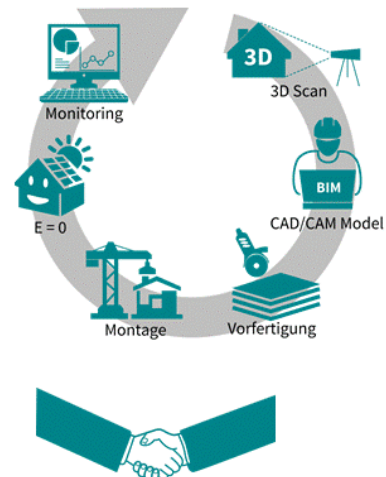 3D
3D Scan
BIM
CAD/CAM Model
Vorfertigung
Montage
E = 0
Monitoring